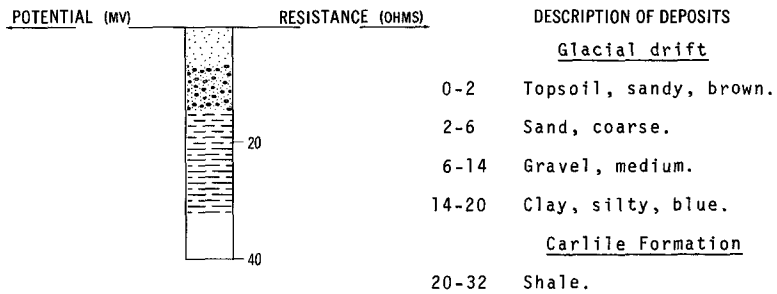 POTENTIAL (MV) RESISTANCE (OHMS) DESCRIPTION OF DEPOSITS
Glacial drift
0-2 Topsoil, sandy, brown.
2-6 Sand, coarse.
20
6-14 Gravel, medium.
14-20 Clay, silty, blue.
Carlile Formation
40
20-32 Shale.